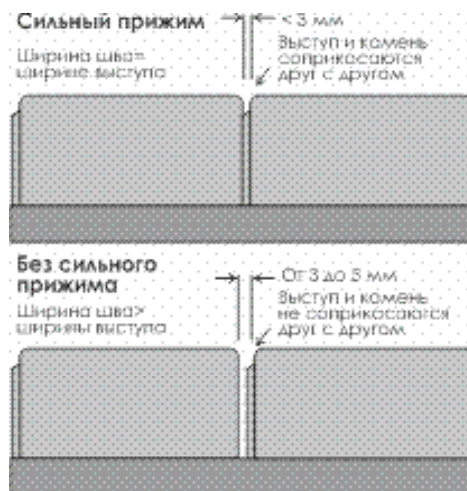 Сильный прижим
< 3 мм
Ширина шва=
ширине выступа
Выступ и камень
соприкасаются
друг с другом
Без сильного
прижима
От 3 до 5 мм
Ширина шва>
ширины выступа
Выступ и камень
не соприкасаются
друг с другом